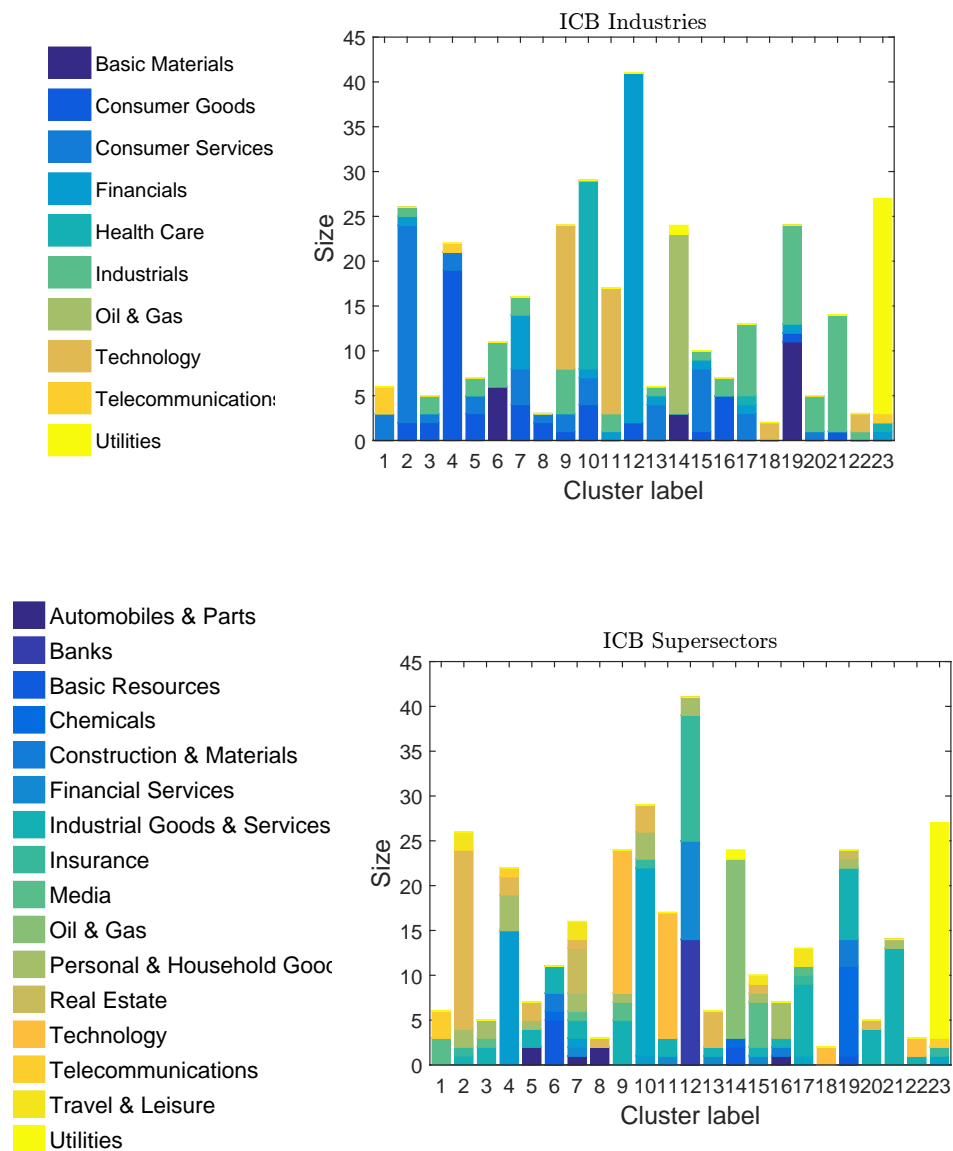 ICB Industries
Basic Materials
Consumer Goods
Consumer Services
Financials
Health Care
Industrials
Oil & Gas
Technology
Telecommunications
Utilities
Size
45
40
35
30
25
20
15
10
5
0
1 2 3 4 5 6 7 8 9 10 11 12 13 14 15 16 17 18 19 20 21 22 23
Cluster label
ICB Supersectors
Automobiles & Parts
Banks
Basic Resources
Chemicals
Construction & Materials
Financial Services
Industrial Goods & Services
Insurance
Media
Oil & Gas
Personal & Household Gooc
Real Estate
Technology
Telecommunications
Travel & Leisure
Utilities
Size
45
40
35
30
25
20
15
10
5
0
1 2 3 4 5 6 7 8 9 10 11 12 13 14 15 16 17 18 19 20 21 22 23
Cluster label